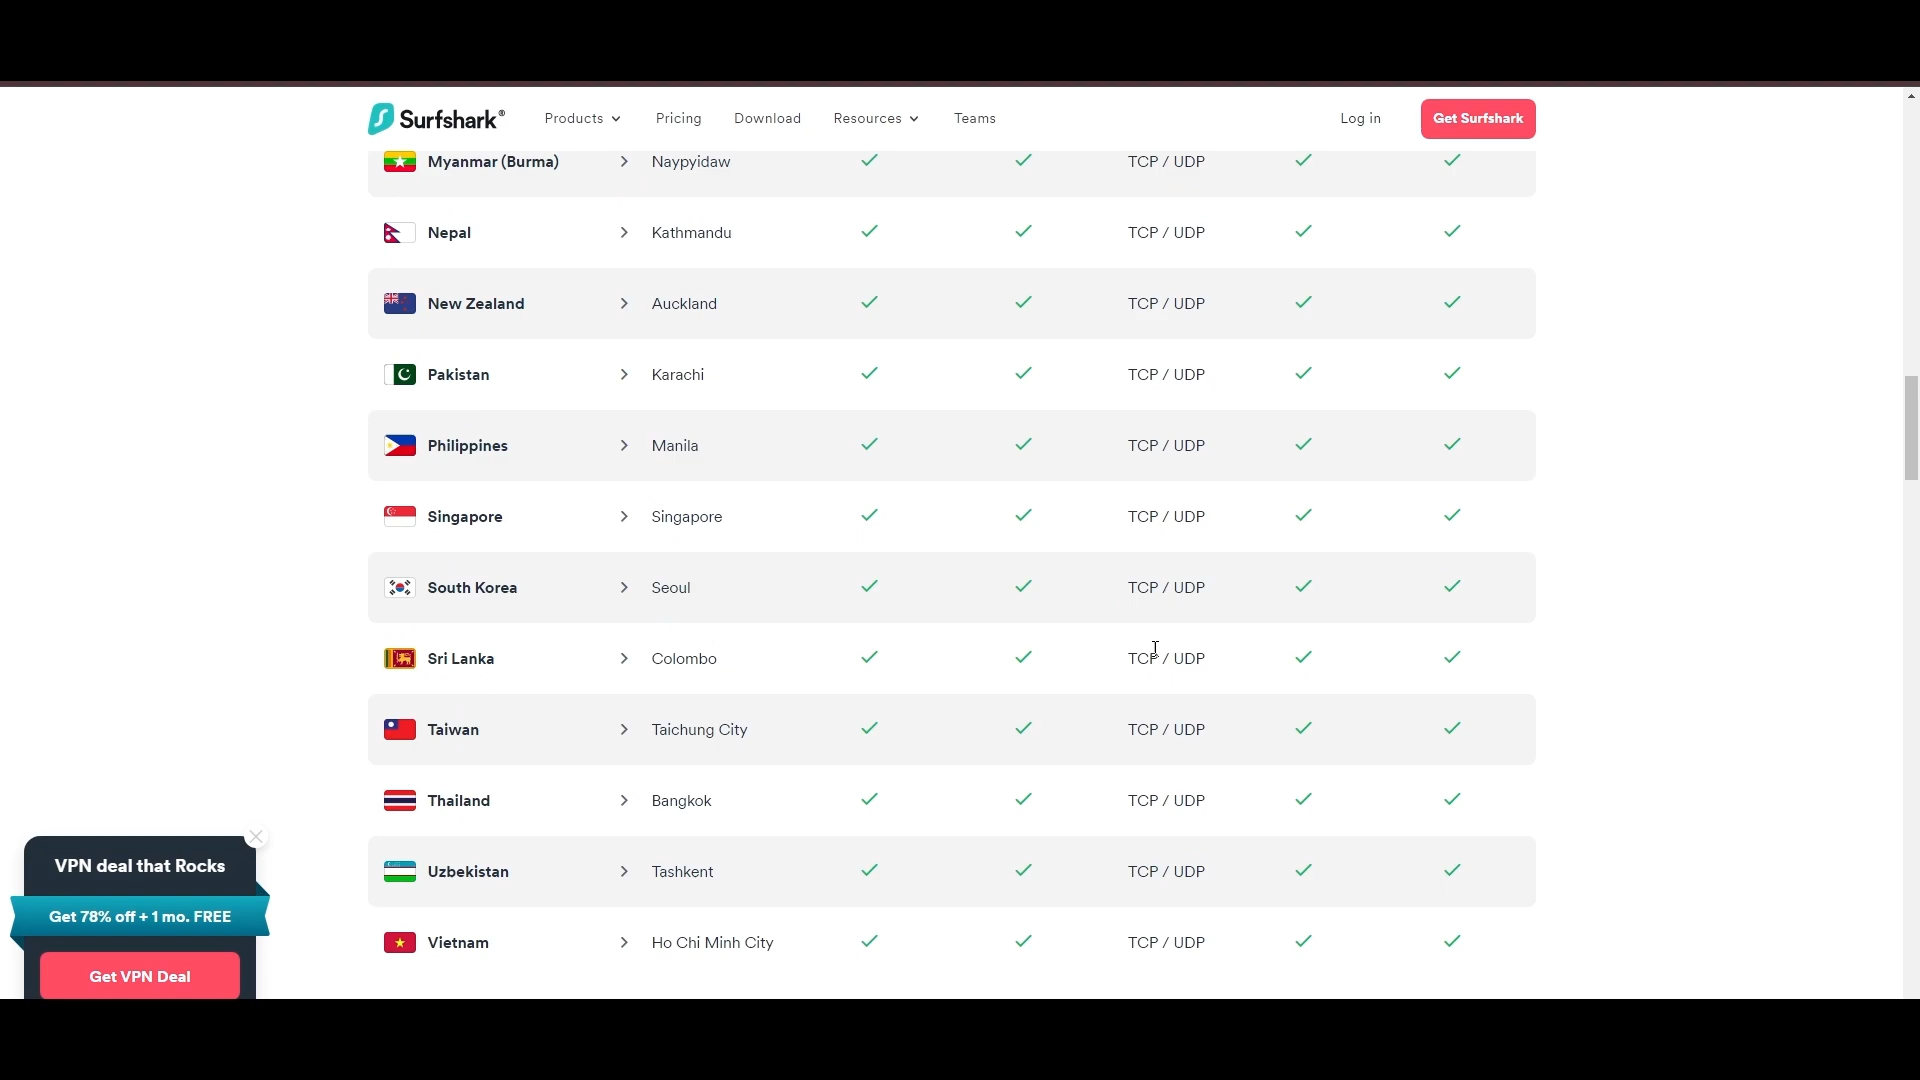 Surfshark® Products Pricing Download Resources Teams Log in Get Surfshark
Myanmar (Burma) Naypyidaw TCP / UDP
Nepal Kathmandu TCP / UDP
New Zealand Auckland TCP / UDP
Pakistan Karachi TCP / UDP
Philippines Manila TCP / UDP
Singapore Singapore TCP / UDP
South Korea Seoul TCP / UDP
Sri Lanka Colombo TCP / UDP
Taiwan Taichung City TCP / UDP
Thailand Bangkok TCP / UDP
Uzbekistan Tashkent TCP / UDP
Vietnam Ho Chi Minh City TCP / UDP
VPN deal that Rocks
Get 78% off + 1 mo. FREE
Get VPN Deal